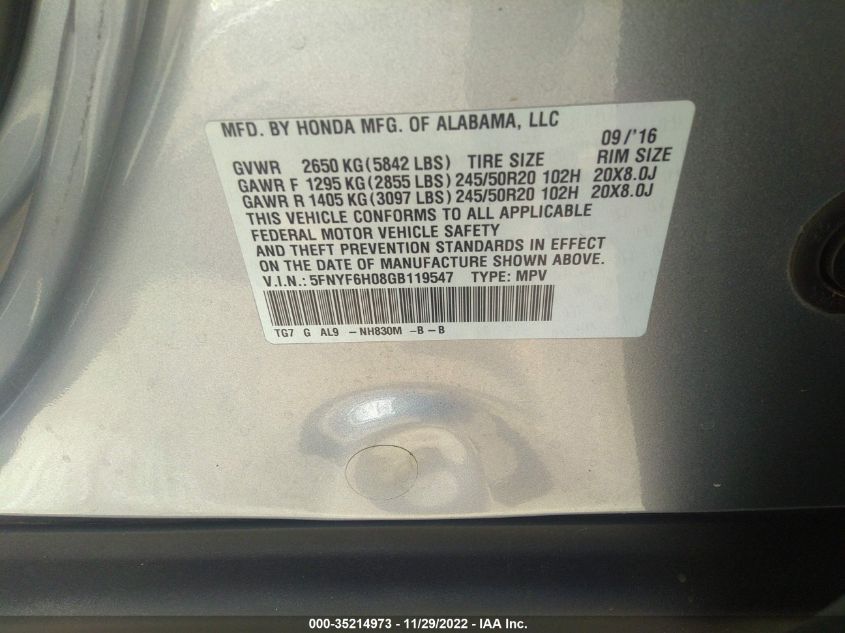 MFD. BY HONDA MFG. OF ALABAMA, LLC 09/'16
GVWR 2650 KG(5842 LBS) TIRE SIZE RIM SIZE
GAWR F 1295 KG(2855 LBS) 245/50R20 102H 20X8.0J
GAWR R 1405 KG(3097 LBS) 245/50R20 102H 20X8.0J
THIS VEHICLE CONFORMS TO ALL APPLICABLE
FEDERAL MOTOR VEHICLE SAFETY
AND THEFT PREVENTION STANDARDS IN EFFECT
ON THE DATE OF MANUFACTURE SHOWN ABOVE.
V.I.N.: 5FNYF6H08GB119547 TYPE: MPV
TG7 G AL9 -NH830M -B-B
000-35214973 - 11/29/2022 - IAA Inc.